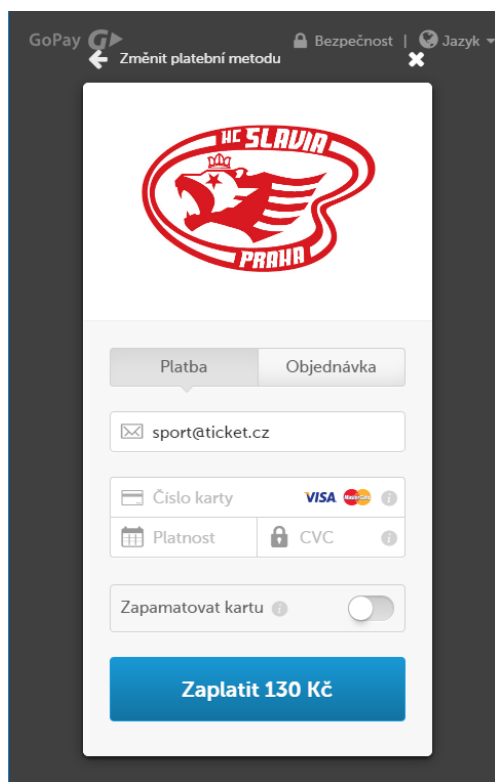 GoPay Bezpečnost | Jazyk
Změnit platební metodu
HC SLAVIA
PRAHA
Platba Objednávka
sport@ticket.cz
Číslo karty VISA MasterCard
Platnost CVC
Zapamatovat kartu
Zaplatit 130 Kč